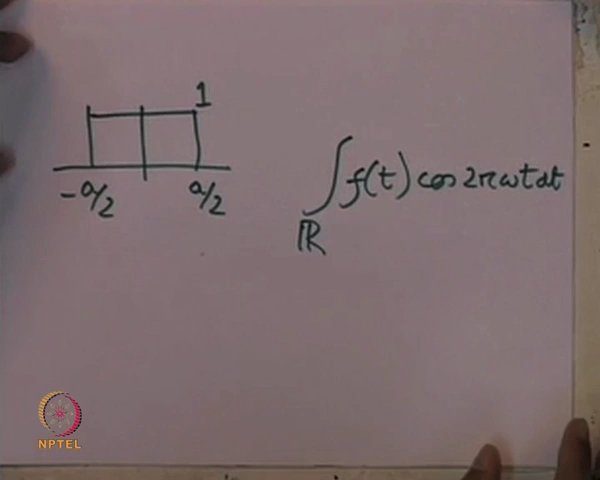 1
-a/2 a/2
∫ℝ f(t) cos 2πωt dt
NPTEL